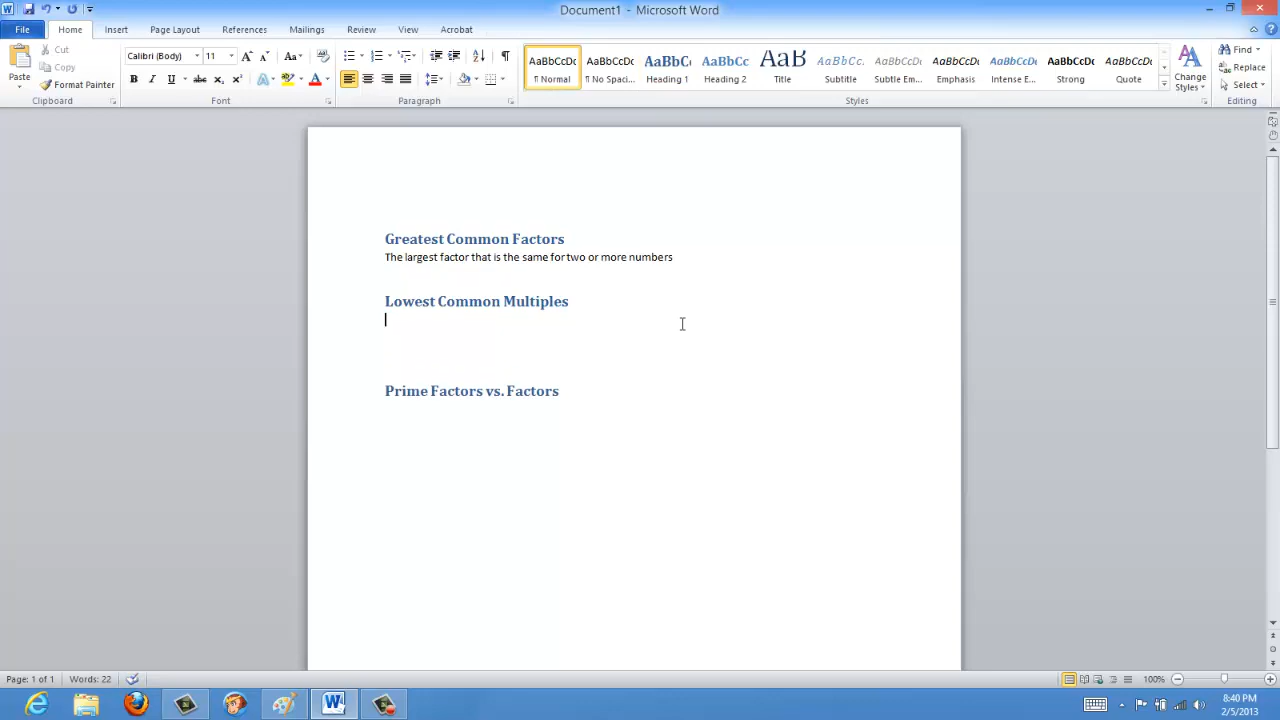 Document1 - Microsoft Word
File Home Insert Page Layout References Mailings Review View Acrobat
Paste
Cut
Copy
Format Painter
Clipboard
Calibri (Body) 11
Font
Paragraph
AaBbCcDc AaBbCcDc AaBbC AaBbCc AaB AaBbCc. AaBbCcDc AaBbCcDc AaBbCcDc AaBbCcDc AaBbCcDc
¶ Normal ¶ No Spaci... Heading 1 Heading 2 Title Subtitle Subtle Em... Emphasis Intense E... Strong Quote
Change Styles
Styles
Find
Replace
Select
Editing
Greatest Common Factors
The largest factor that is the same for two or more numbers
Lowest Common Multiples
Prime Factors vs. Factors
Page: 1 of 1 Words: 22 100%
8:40 PM
2/5/2013